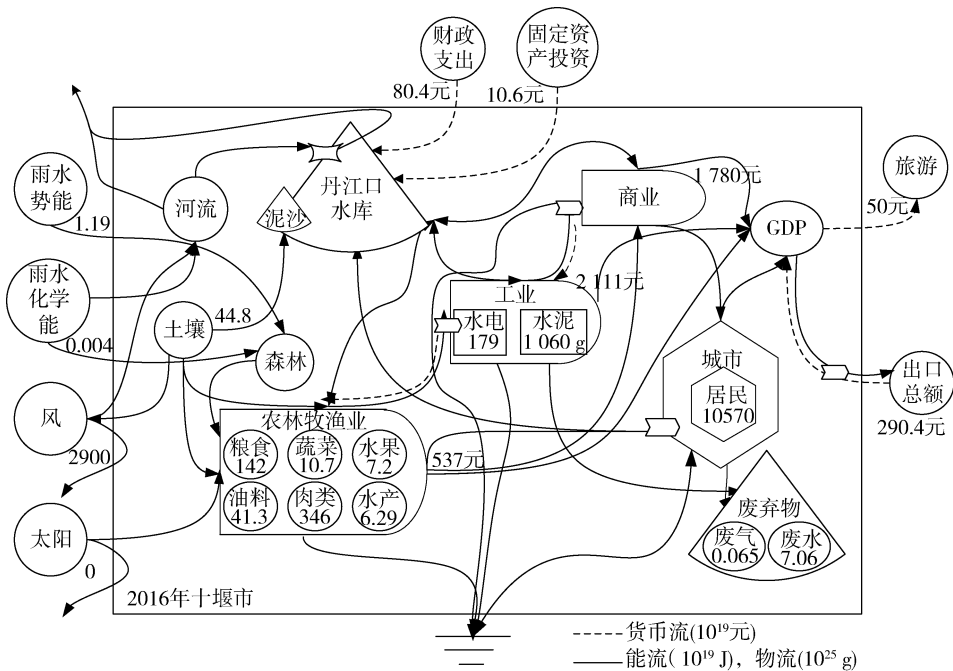 财政
支出
固定资
产投资
80.4元
10.6元
雨水
势能
1.19
河流
泥沙
丹江口
水库
商业
1 780元
旅游
50元
GDP
雨水
化学
能
0.004
土壤
44.8
森林
工业
2 111元
水电
179
水泥
1 060 g
城市
居民
10570
出口
总额
290.4元
风
2900
农林牧渔业
粮食
142
蔬菜
10.7
水果
7.2
油料
41.3
肉类
346
水产
6.29
537元
太阳
0
废弃物
废气
0.065
废水
7.06
2016年十堰市
货币流(10¹⁹元)
能流( 10¹⁹ J)，物流(10²⁵ g)